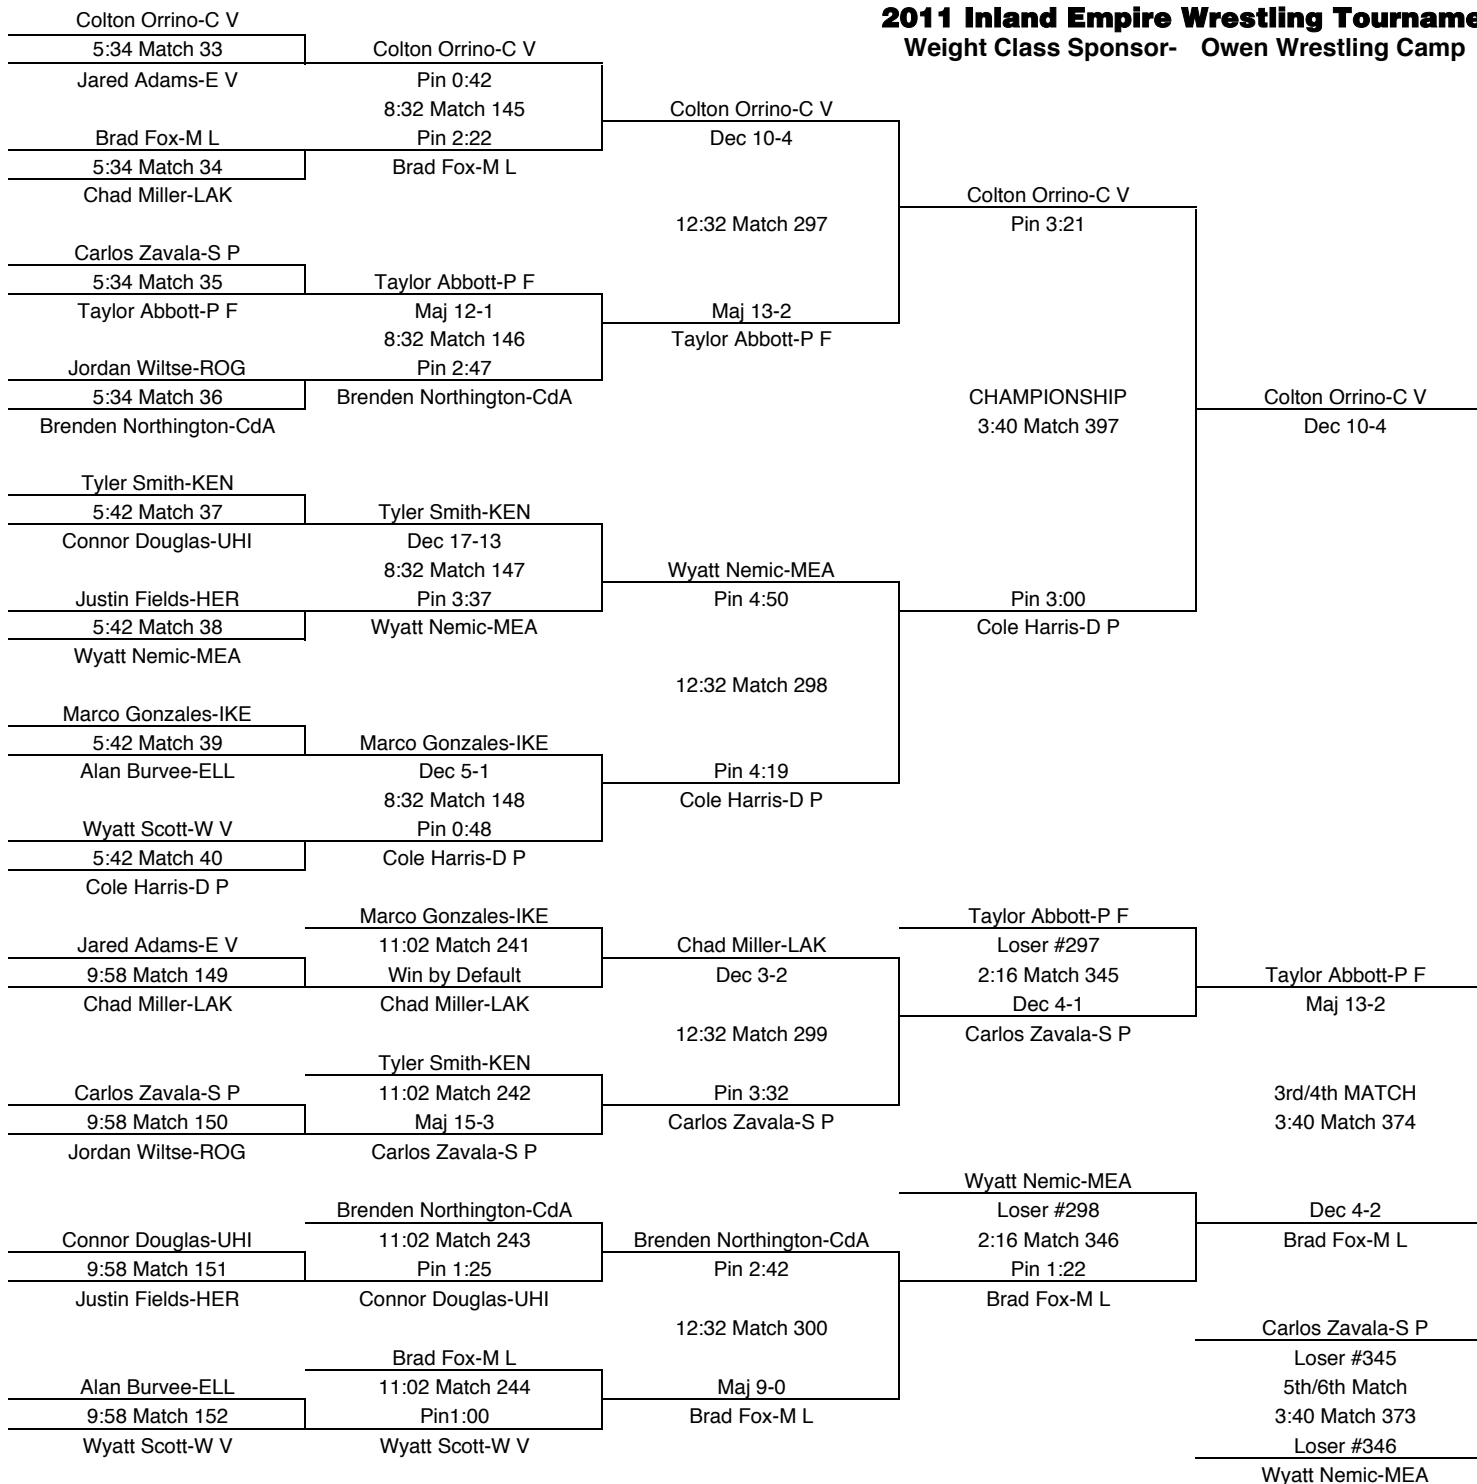 2011 Inland Empire Wrestling Tourname
Weight Class Sponsor- Owen Wrestling Camp
Colton Orrino-C V
5:34 Match 33
Jared Adams-E V
Brad Fox-M L
5:34 Match 34
Chad Miller-LAK
Carlos Zavala-S P
5:34 Match 35
Taylor Abbott-P F
Jordan Wiltse-ROG
5:34 Match 36
Brenden Northington-CdA
Tyler Smith-KEN
5:42 Match 37
Connor Douglas-UHI
Justin Fields-HER
5:42 Match 38
Wyatt Nemic-MEA
Marco Gonzales-IKE
5:42 Match 39
Alan Burvee-ELL
Wyatt Scott-W V
5:42 Match 40
Cole Harris-D P
Colton Orrino-C V
Pin 0:42
8:32 Match 145
Pin 2:22
Brad Fox-M L
Taylor Abbott-P F
Maj 12-1
8:32 Match 146
Pin 2:47
Brenden Northington-CdA
Tyler Smith-KEN
Dec 17-13
8:32 Match 147
Pin 3:37
Wyatt Nemic-MEA
Marco Gonzales-IKE
Dec 5-1
8:32 Match 148
Pin 0:48
Cole Harris-D P
Colton Orrino-C V
Dec 10-4
12:32 Match 297
Maj 13-2
Taylor Abbott-P F
Wyatt Nemic-MEA
Pin 4:50
12:32 Match 298
Pin 4:19
Cole Harris-D P
Colton Orrino-C V
Pin 3:21
CHAMPIONSHIP
3:40 Match 397
Pin 3:00
Cole Harris-D P
Colton Orrino-C V
Dec 10-4
Jared Adams-E V
9:58 Match 149
Chad Miller-LAK
Carlos Zavala-S P
9:58 Match 150
Jordan Wiltse-ROG
Connor Douglas-UHI
9:58 Match 151
Justin Fields-HER
Alan Burvee-ELL
9:58 Match 152
Wyatt Scott-W V
Marco Gonzales-IKE
11:02 Match 241
Win by Default
Chad Miller-LAK
Tyler Smith-KEN
11:02 Match 242
Maj 15-3
Carlos Zavala-S P
Brenden Northington-CdA
11:02 Match 243
Pin 1:25
Connor Douglas-UHI
Brad Fox-M L
11:02 Match 244
Pin1:00
Wyatt Scott-W V
Chad Miller-LAK
Dec 3-2
12:32 Match 299
Pin 3:32
Carlos Zavala-S P
Brenden Northington-CdA
Pin 2:42
12:32 Match 300
Maj 9-0
Brad Fox-M L
Taylor Abbott-P F
Loser #297
2:16 Match 345
Dec 4-1
Carlos Zavala-S P
Wyatt Nemic-MEA
Loser #298
2:16 Match 346
Pin 1:22
Brad Fox-M L
Taylor Abbott-P F
Maj 13-2
3rd/4th MATCH
3:40 Match 374
Dec 4-2
Brad Fox-M L
Carlos Zavala-S P
Loser #345
5th/6th Match
3:40 Match 373
Loser #346
Wyatt Nemic-MEA